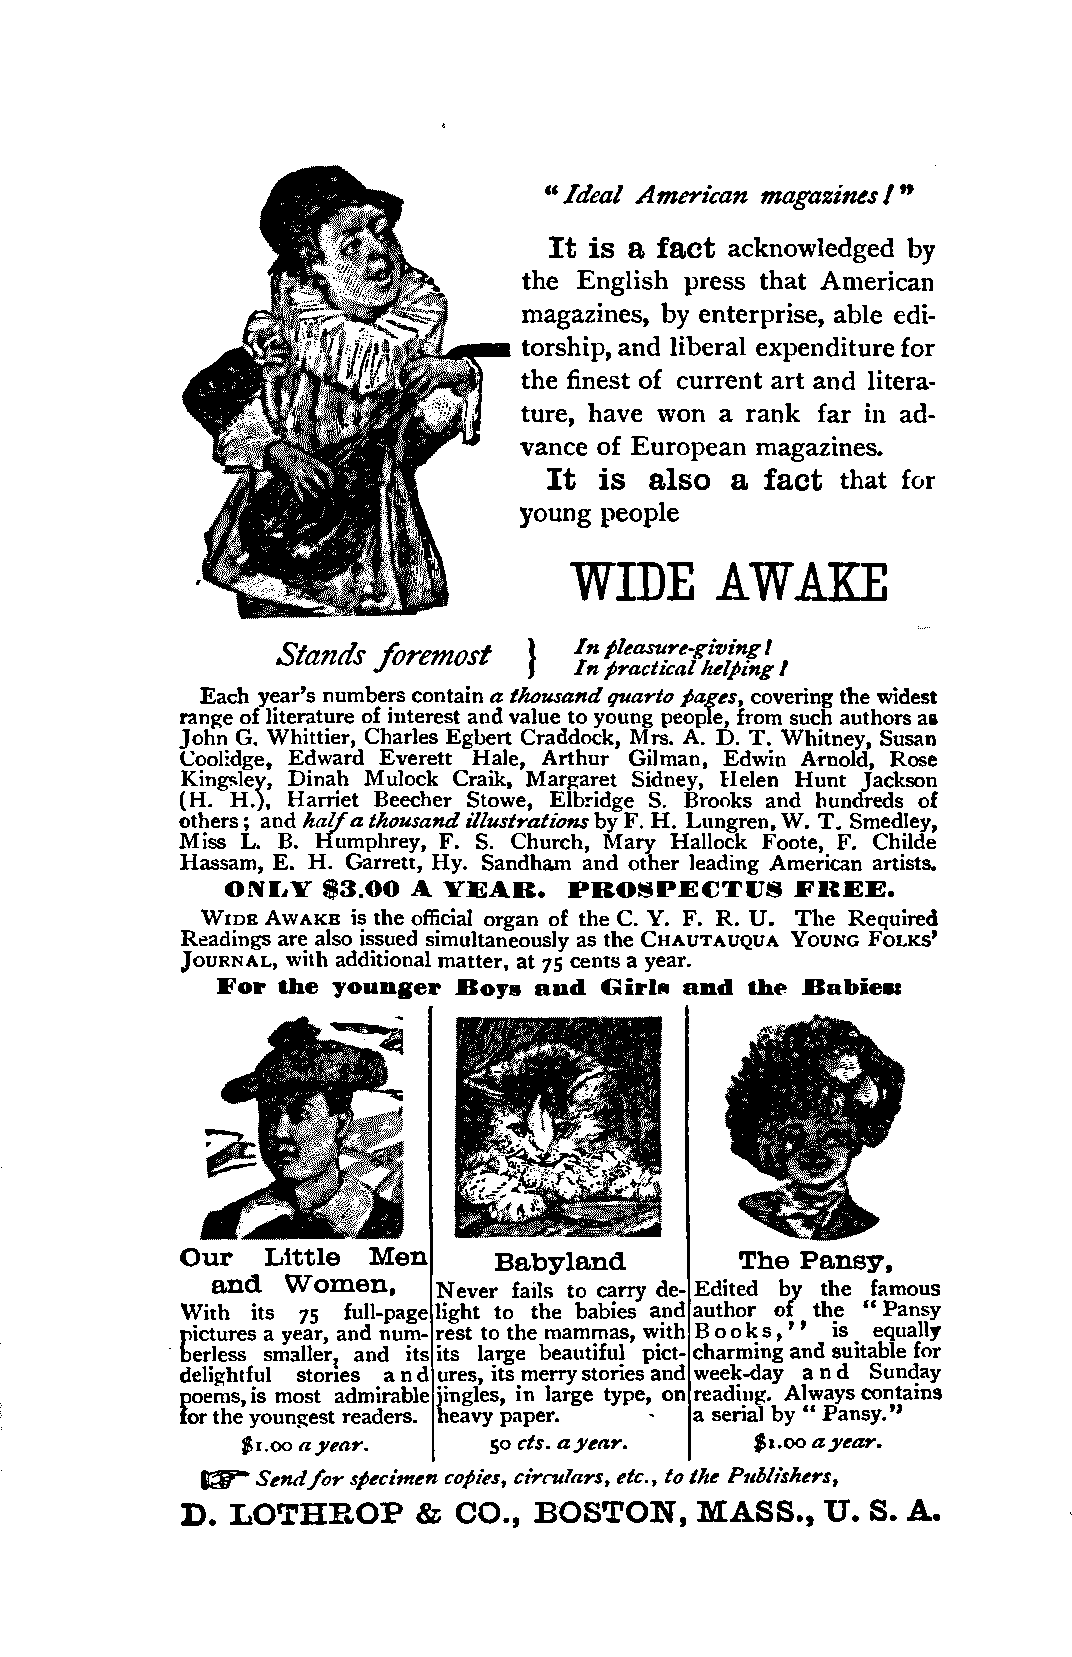 “ Ideal American magazines ! ”
It is a fact acknowledged by
the English press that American
magazines, by enterprise, able edi-
torship, and liberal expenditure for
the finest of current art and litera-
ture, have won a rank far in ad-
vance of European magazines.
It is also a fact that for
young people
WIDE AWAKE
Stands foremost } In pleasure-giving !
In practical helping !
Each year's numbers contain a thousand quarto pages, covering the widest
range of literature of interest and value to young people, from such authors as
John G. Whittier, Charles Egbert Craddock, Mrs. A. D. T. Whitney, Susan
Coolidge, Edward Everett Hale, Arthur Gilman, Edwin Arnold, Rose
Kingsley, Dinah Mulock Craik, Margaret Sidney, Helen Hunt Jackson
(H. H.), Harriet Beecher Stowe, Elbridge S. Brooks and hundreds of
others ; and half a thousand illustrations by F. H. Lungren, W. T. Smedley,
Miss L. B. Humphrey, F. S. Church, Mary Hallock Foote, F. Childe
Hassam, E. H. Garrett, Hy. Sandham and other leading American artists.
ONLY $3.00 A YEAR. PROSPECTUS FREE.
WIDE AWAKE is the official organ of the C. Y. F. R. U. The Required
Readings are also issued simultaneously as the CHAUTAUQUA YOUNG FOLKS'
JOURNAL, with additional matter, at 75 cents a year.
For the younger Boys and Girls and the Babies:
Our Little Men
and Women,
With its 75 full-page
pictures a year, and num-
berless smaller, and its
delightful stories and
poems, is most admirable
for the youngest readers.
$1.00 a year.
Babyland
Never fails to carry de-
light to the babies and
rest to the mammas, with
its large beautiful pict-
ures, its merry stories and
jingles, in large type, on
heavy paper.
50 cts. a year.
The Pansy,
Edited by the famous
author of the “ Pansy
Books,” is equally
charming and suitable for
week-day and Sunday
reading. Always contains
a serial by “ Pansy.”
$1.00 a year.
☞ Send for specimen copies, circulars, etc., to the Publishers,
D. LOTHROP & CO., BOSTON, MASS., U. S. A.